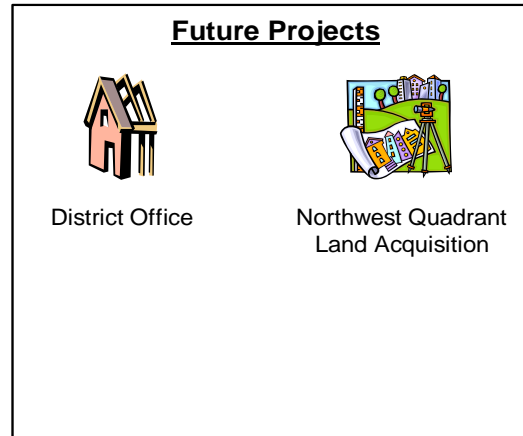 Future Projects
District Office
Northwest Quadrant
Land Acquisition